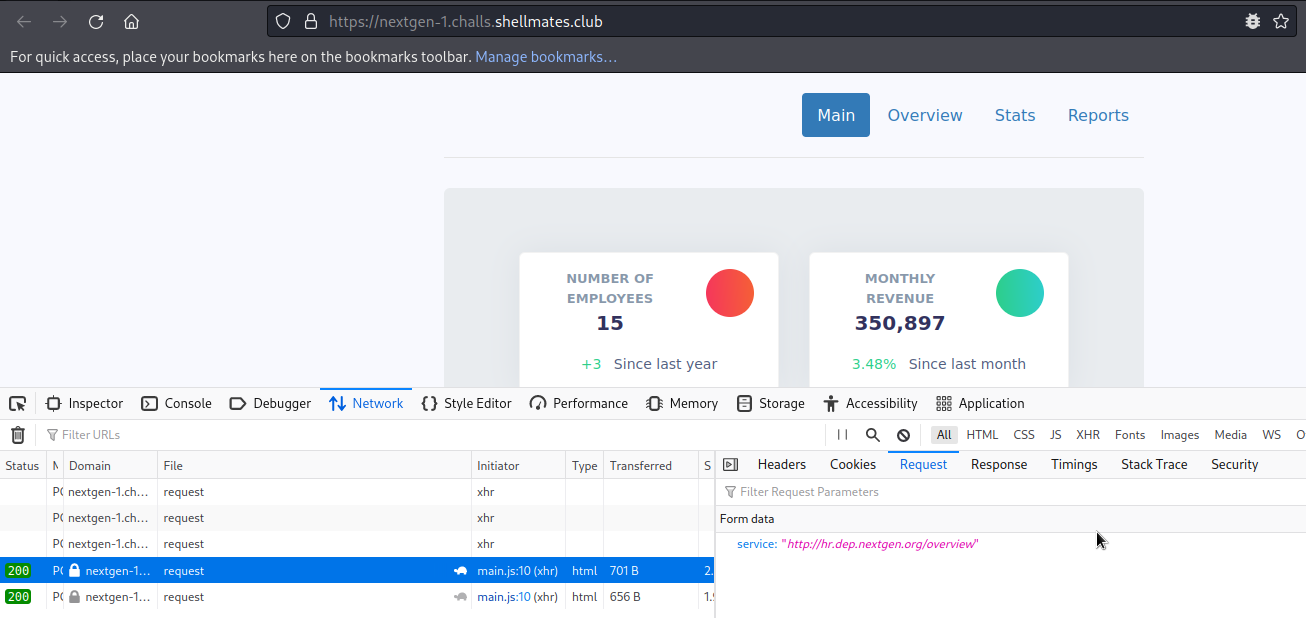 https://nextgen-1.challs.shellmates.club
For quick access, place your bookmarks here on the bookmarks toolbar. Manage bookmarks…
Main Overview Stats Reports
NUMBER OF
EMPLOYEES
15
+3 Since last year
MONTHLY
REVENUE
350,897
3.48% Since last month
Inspector Console Debugger Network Style Editor Performance Memory Storage Accessibility Application
Filter URLs All HTML CSS JS XHR Fonts Images Media WS O
Status Domain File Initiator Type Transferred S
nextgen-1.ch… request xhr
nextgen-1.ch… request xhr
nextgen-1.ch… request xhr
200 nextgen-1… request main.js:10 (xhr) html 701 B 2.
200 nextgen-1… request main.js:10 (xhr) html 656 B 1.
Headers Cookies Request Response Timings Stack Trace Security
Filter Request Parameters
Form data
service: "http://hr.dep.nextgen.org/overview"